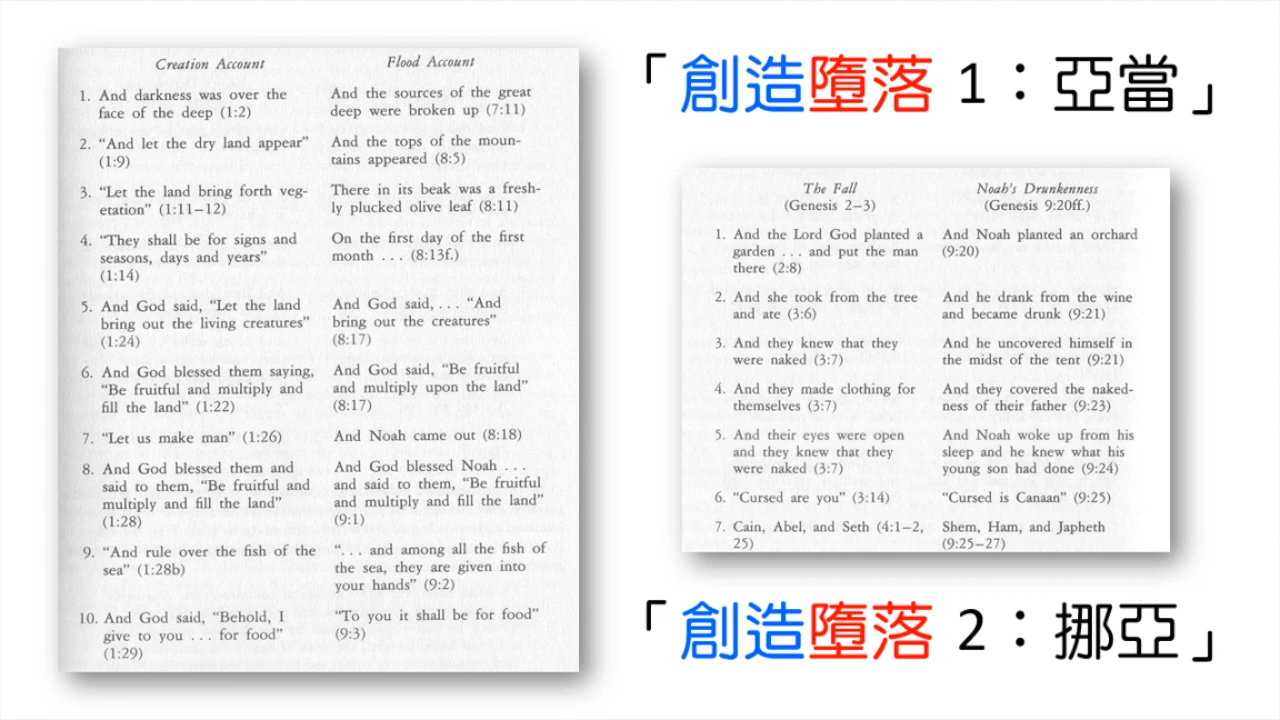 Creation Account
Flood Account
1. And darkness was over the
face of the deep (1:2)
And the sources of the great
deep were broken up (7:11)
2. “And let the dry land appear”
(1:9)
And the tops of the moun-
tains appeared (8:5)
3. “Let the land bring forth veg-
etation” (1:11–12)
There in its beak was a fresh-
ly plucked olive leaf (8:11)
4. “They shall be for signs and
seasons, days and years”
(1:14)
On the first day of the first
month . . . (8:13f.)
5. And God said, “Let the land
bring out the living creatures”
(1:24)
And God said, . . . “And
bring out the creatures”
(8:17)
6. And God blessed them saying,
“Be fruitful and multiply and
fill the land” (1:22)
And God said, “Be fruitful
and multiply upon the land”
(8:17)
7. “Let us make man” (1:26)
And Noah came out (8:18)
8. And God blessed them and
said to them, “Be fruitful and
multiply and fill the land”
(1:28)
And God blessed Noah . . .
and said to them, “Be fruitful
and multiply and fill the land”
(9:1)
9. “And rule over the fish of the
sea” (1:28b)
“. . . and among all the fish of
the sea, they are given into
your hands” (9:2)
10. And God said, “Behold, I
give to you . . . for food”
(1:29)
“To you it shall be for food”
(9:3)
「創造墮落 1：亞當」
The Fall
(Genesis 2–3)
Noah’s Drunkenness
(Genesis 9:20ff.)
1. And the Lord God planted a
garden . . . and put the man
there (2:8)
And Noah planted an orchard
(9:20)
2. And she took from the tree
and ate (3:6)
And he drank from the wine
and became drunk (9:21)
3. And they knew that they
were naked (3:7)
And he uncovered himself in
the midst of the tent (9:21)
4. And they made clothing for
themselves (3:7)
And they covered the naked-
ness of their father (9:23)
5. And their eyes were open
and they knew that they
were naked (3:7)
And Noah woke up from his
sleep and he knew what his
young son had done (9:24)
6. “Cursed are you” (3:14)
“Cursed is Canaan” (9:25)
7. Cain, Abel, and Seth (4:1–2,
25)
Shem, Ham, and Japheth
(9:25–27)
「創造墮落 2：挪亞」